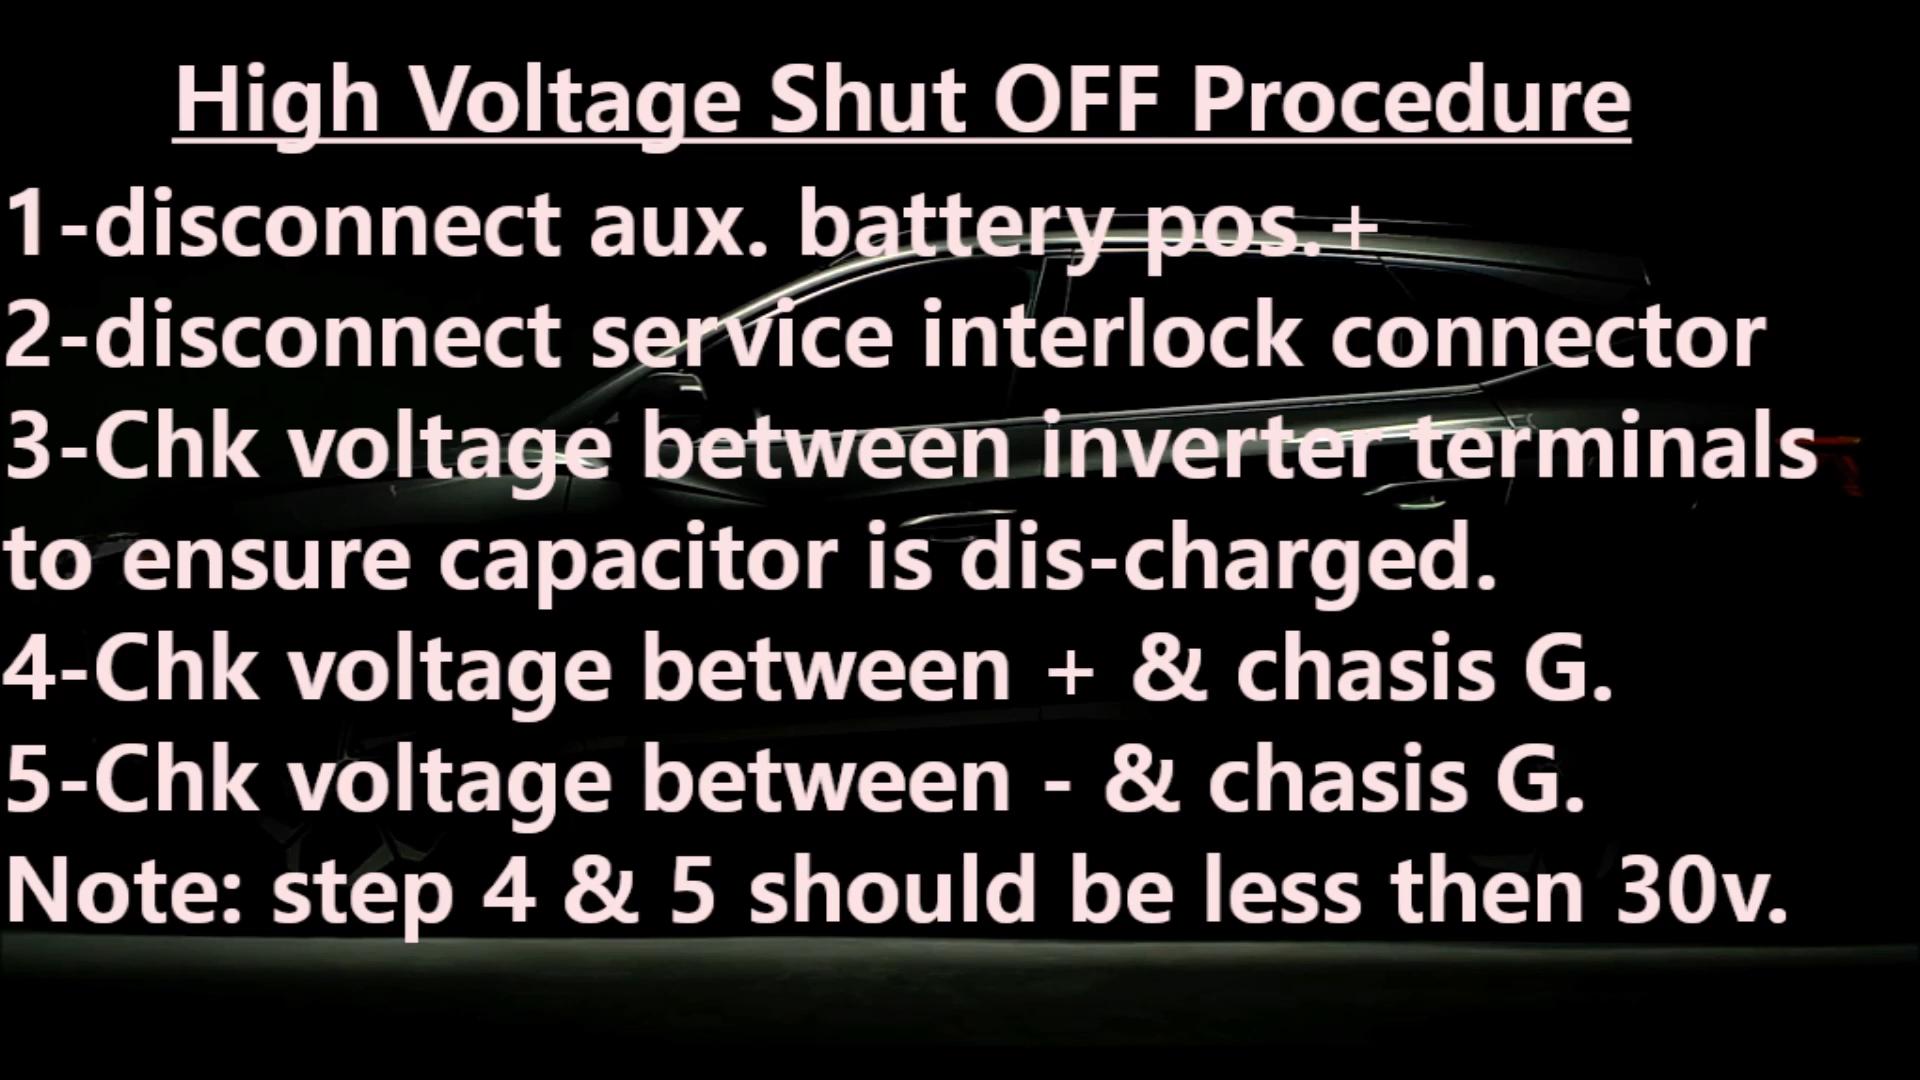 High Voltage Shut OFF Procedure
1-disconnect aux. battery pos.+
2-disconnect service interlock connector
3-Chk voltage between inverter terminals
to ensure capacitor is dis-charged.
4-Chk voltage between + & chasis G.
5-Chk voltage between - & chasis G.
Note: step 4 & 5 should be less then 30v.